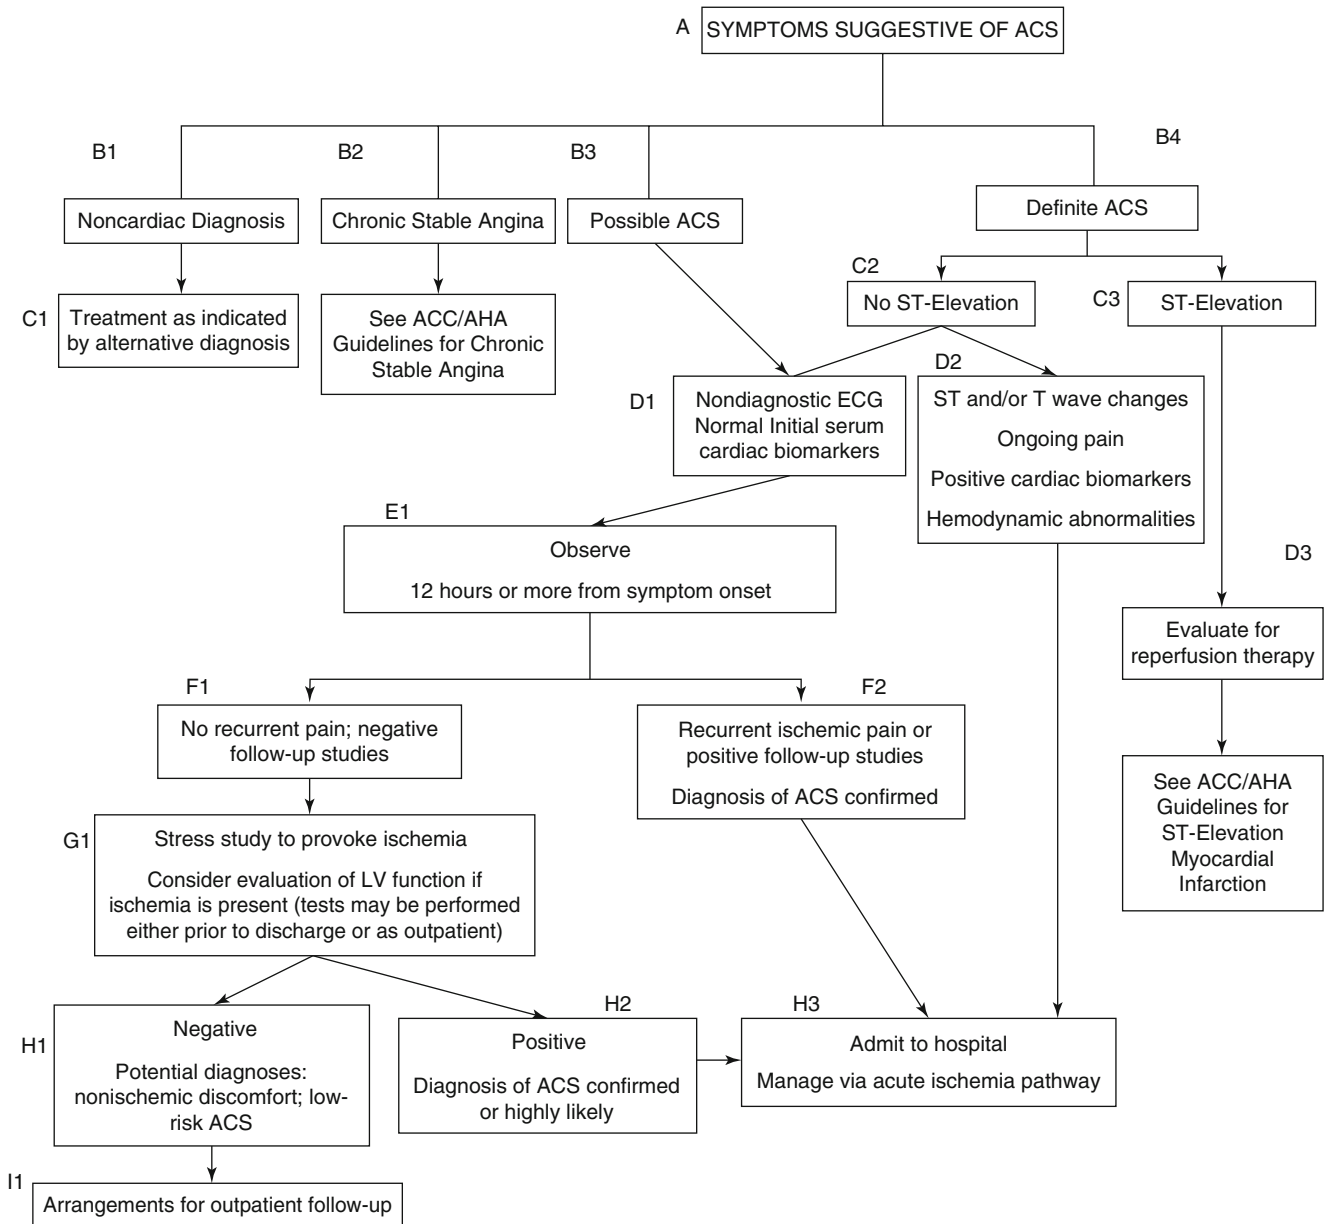 A
SYMPTOMS SUGGESTIVE OF ACS
B1
B2
B3
B4
Noncardiac Diagnosis
Chronic Stable Angina
Possible ACS
Definite ACS
C1
Treatment as indicated
by alternative diagnosis
See ACC/AHA
Guidelines for Chronic
Stable Angina
C2
No ST-Elevation
C3
ST-Elevation
D1
Nondiagnostic ECG
Normal Initial serum
cardiac biomarkers
D2
ST and/or T wave changes
Ongoing pain
Positive cardiac biomarkers
Hemodynamic abnormalities
D3
Evaluate for
reperfusion therapy
See ACC/AHA
Guidelines for
ST-Elevation
Myocardial
Infarction
E1
Observe
12 hours or more from symptom onset
F1
No recurrent pain; negative
follow-up studies
F2
Recurrent ischemic pain or
positive follow-up studies
Diagnosis of ACS confirmed
G1
Stress study to provoke ischemia
Consider evaluation of LV function if
ischemia is present (tests may be performed
either prior to discharge or as outpatient)
H1
Negative
Potential diagnoses:
nonischemic discomfort; low-
risk ACS
H2
Positive
Diagnosis of ACS confirmed
or highly likely
H3
Admit to hospital
Manage via acute ischemia pathway
I1
Arrangements for outpatient follow-up